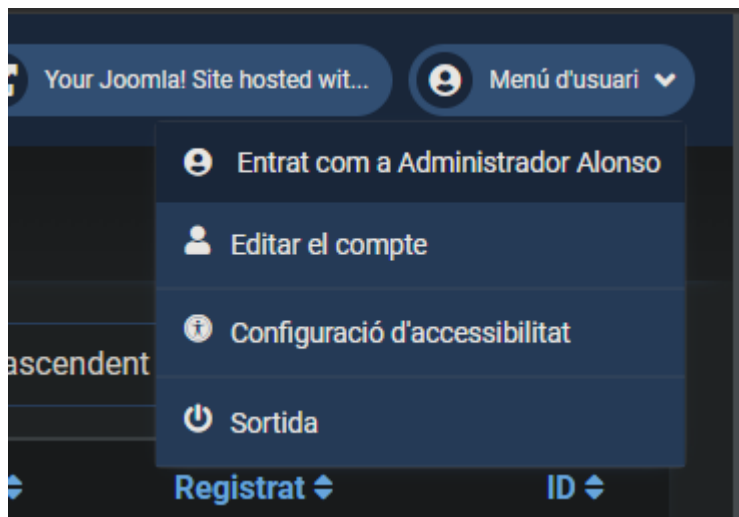 Your Joomla! Site hosted wit...
Menú d'usuari
Entrat com a Administrador Alonso
Editar el compte
Configuració d'accessibilitat
ascendent
Sortida
Registrat
ID